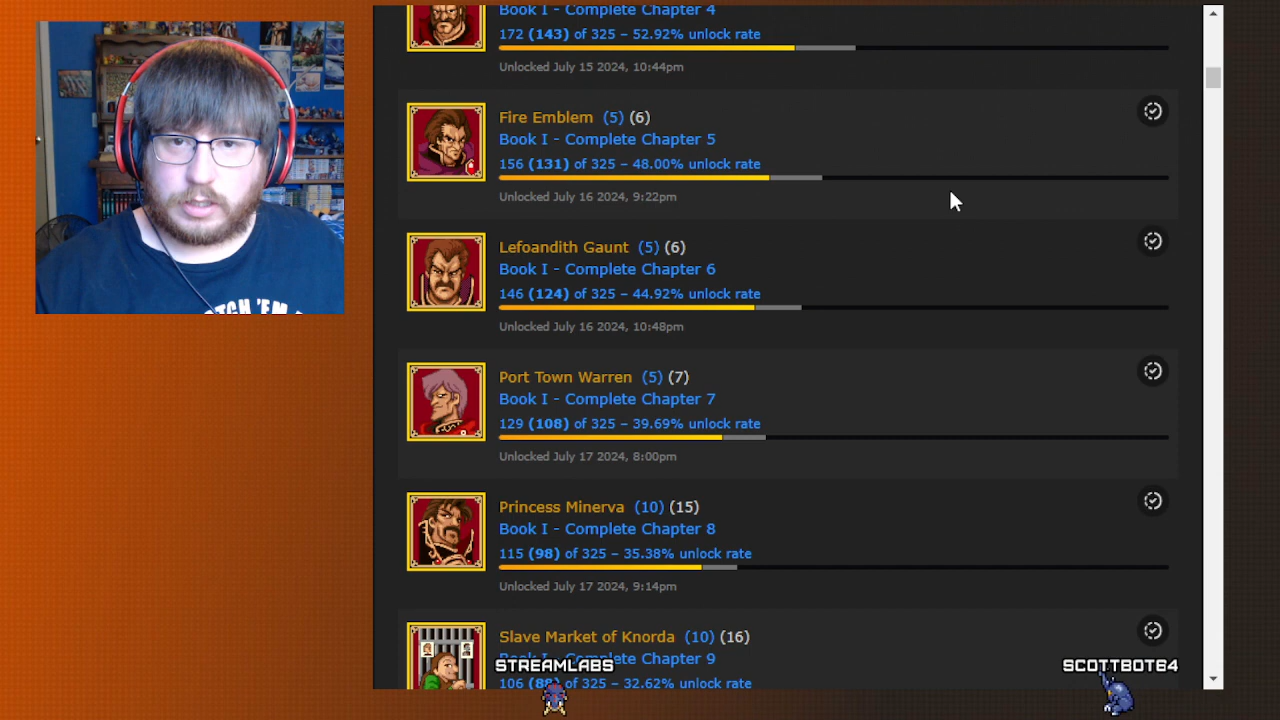 Book I - Complete Chapter 4
172 (143) of 325 – 52.92% unlock rate
Unlocked July 15 2024, 10:44pm
Fire Emblem (5) (6)
Book I - Complete Chapter 5
156 (131) of 325 – 48.00% unlock rate
Unlocked July 16 2024, 9:22pm
Lefoandith Gaunt (5) (6)
Book I - Complete Chapter 6
146 (124) of 325 – 44.92% unlock rate
Unlocked July 16 2024, 10:48pm
Port Town Warren (5) (7)
Book I - Complete Chapter 7
129 (108) of 325 – 39.69% unlock rate
Unlocked July 17 2024, 8:00pm
Princess Minerva (10) (15)
Book I - Complete Chapter 8
115 (98) of 325 – 35.38% unlock rate
Unlocked July 17 2024, 9:14pm
Slave Market of Knorda (10) (16)
Book I - Complete Chapter 9
106 (88) of 325 – 32.62% unlock rate
STREAMLABS
SCOTTBOT64
TCH 'EM